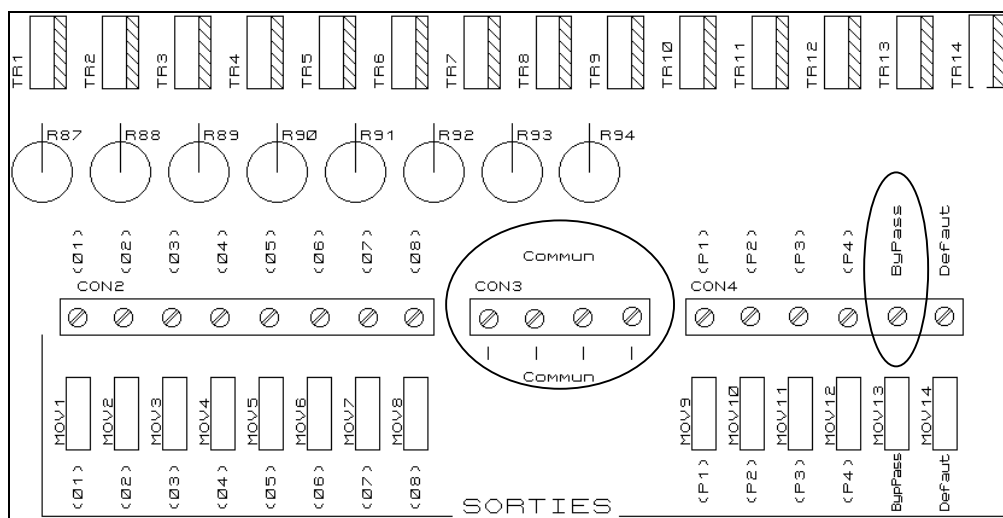 TR1 TR2 TR3 TR4 TR5 TR6 TR7 TR8 TR9 TR10 TR11 TR12 TR13 TR14
R87 R88 R89 R90 R91 R92 R93 R94
(01) (02) (03) (04) (05) (06) (07) (08) Commun (P1) (P2) (P3) (P4) ByPass Defaut
CON2 CON3 CON4
Commun
MOV1 MOV2 MOV3 MOV4 MOV5 MOV6 MOV7 MOV8 MOV9 MOV10 MOV11 MOV12 MOV13 MOV14
(01) (02) (03) (04) (05) (06) (07) (08) (P1) (P2) (P3) (P4) BypPass Defaut
SORTIES